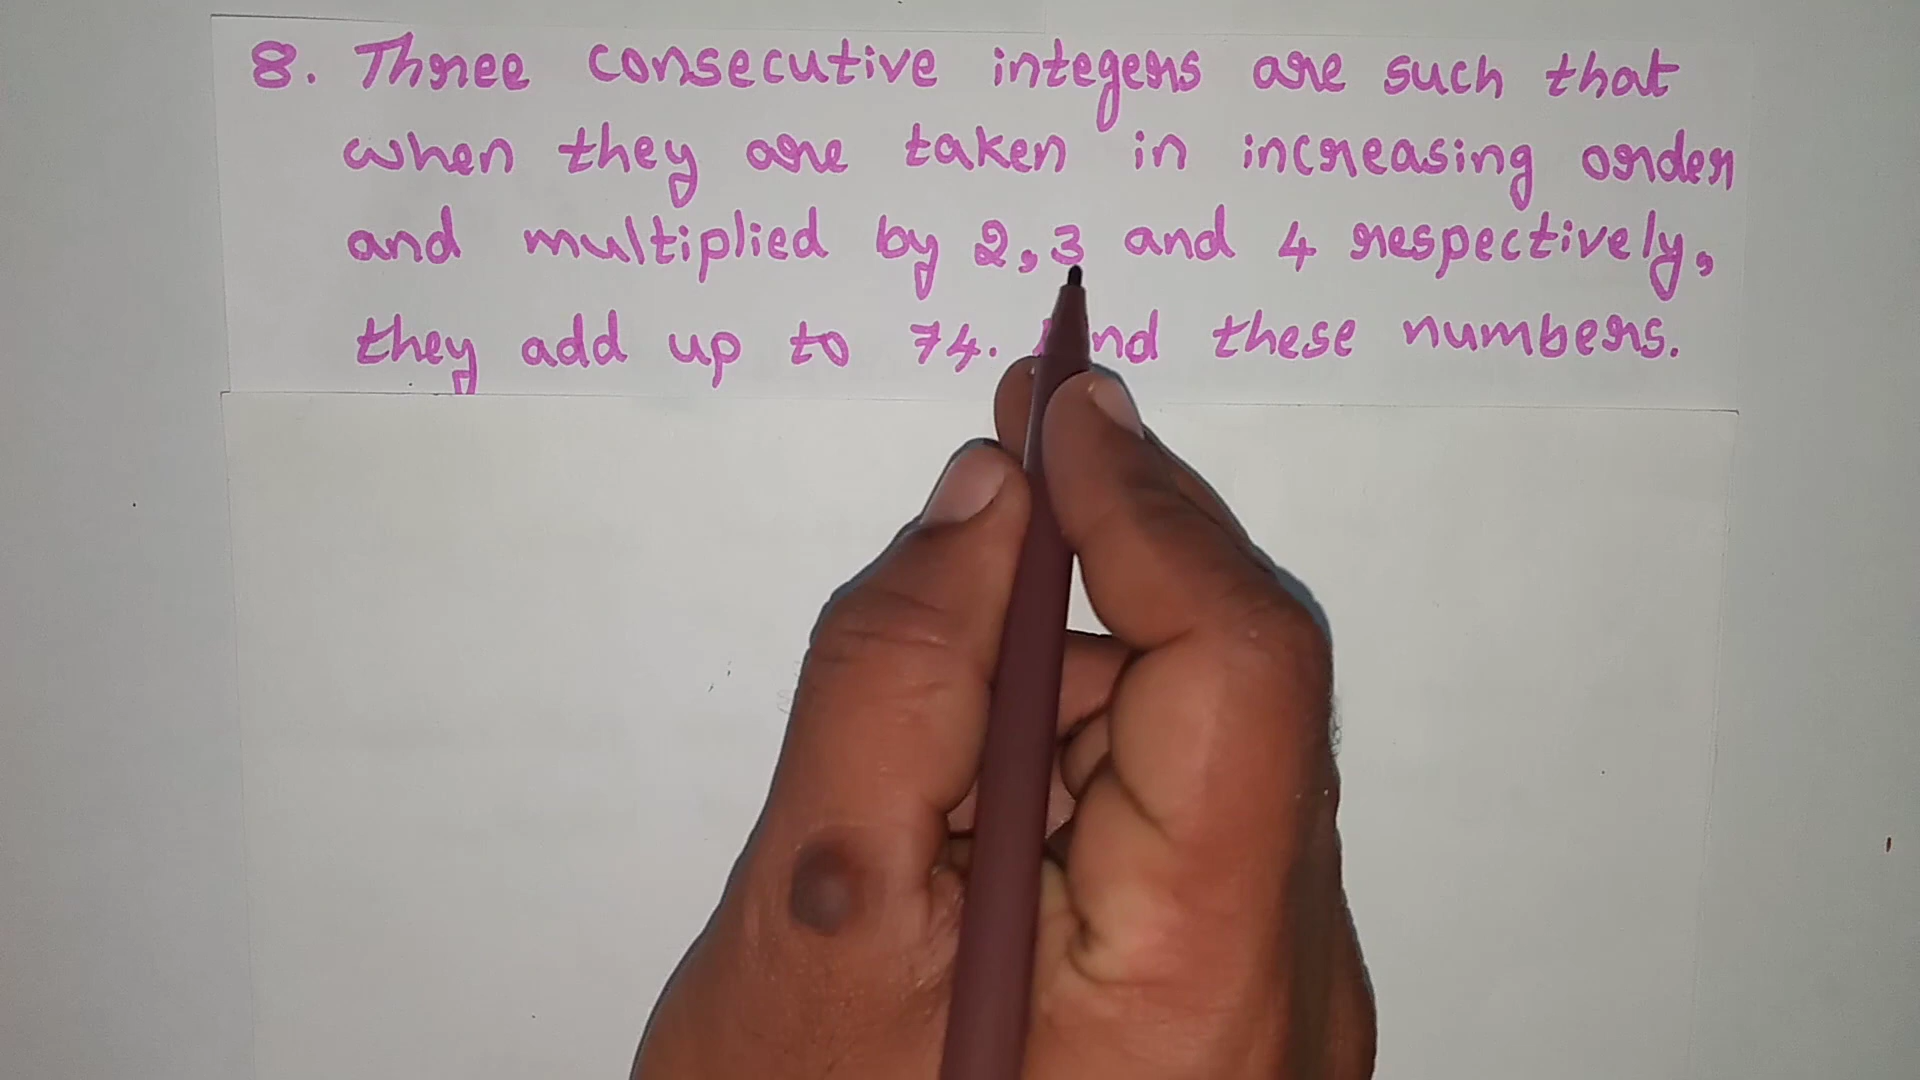 8. Three consecutive integers are such that
when they are taken in increasing order
and multiplied by 2,3 and 4 respectively,
they add up to 74. these numbers.